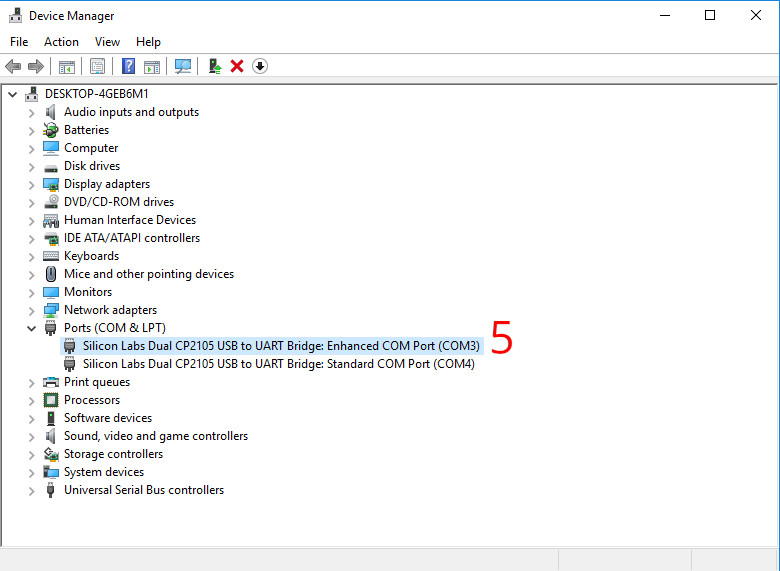 Device Manager
File Action View Help
DESKTOP-4GEB6M1
Audio inputs and outputs
Batteries
Computer
Disk drives
Display adapters
DVD/CD-ROM drives
Human Interface Devices
IDE ATA/ATAPI controllers
Keyboards
Mice and other pointing devices
Monitors
Network adapters
Ports (COM & LPT)
Silicon Labs Dual CP2105 USB to UART Bridge: Enhanced COM Port (COM3) 5
Silicon Labs Dual CP2105 USB to UART Bridge: Standard COM Port (COM4)
Print queues
Processors
Software devices
Sound, video and game controllers
Storage controllers
System devices
Universal Serial Bus controllers